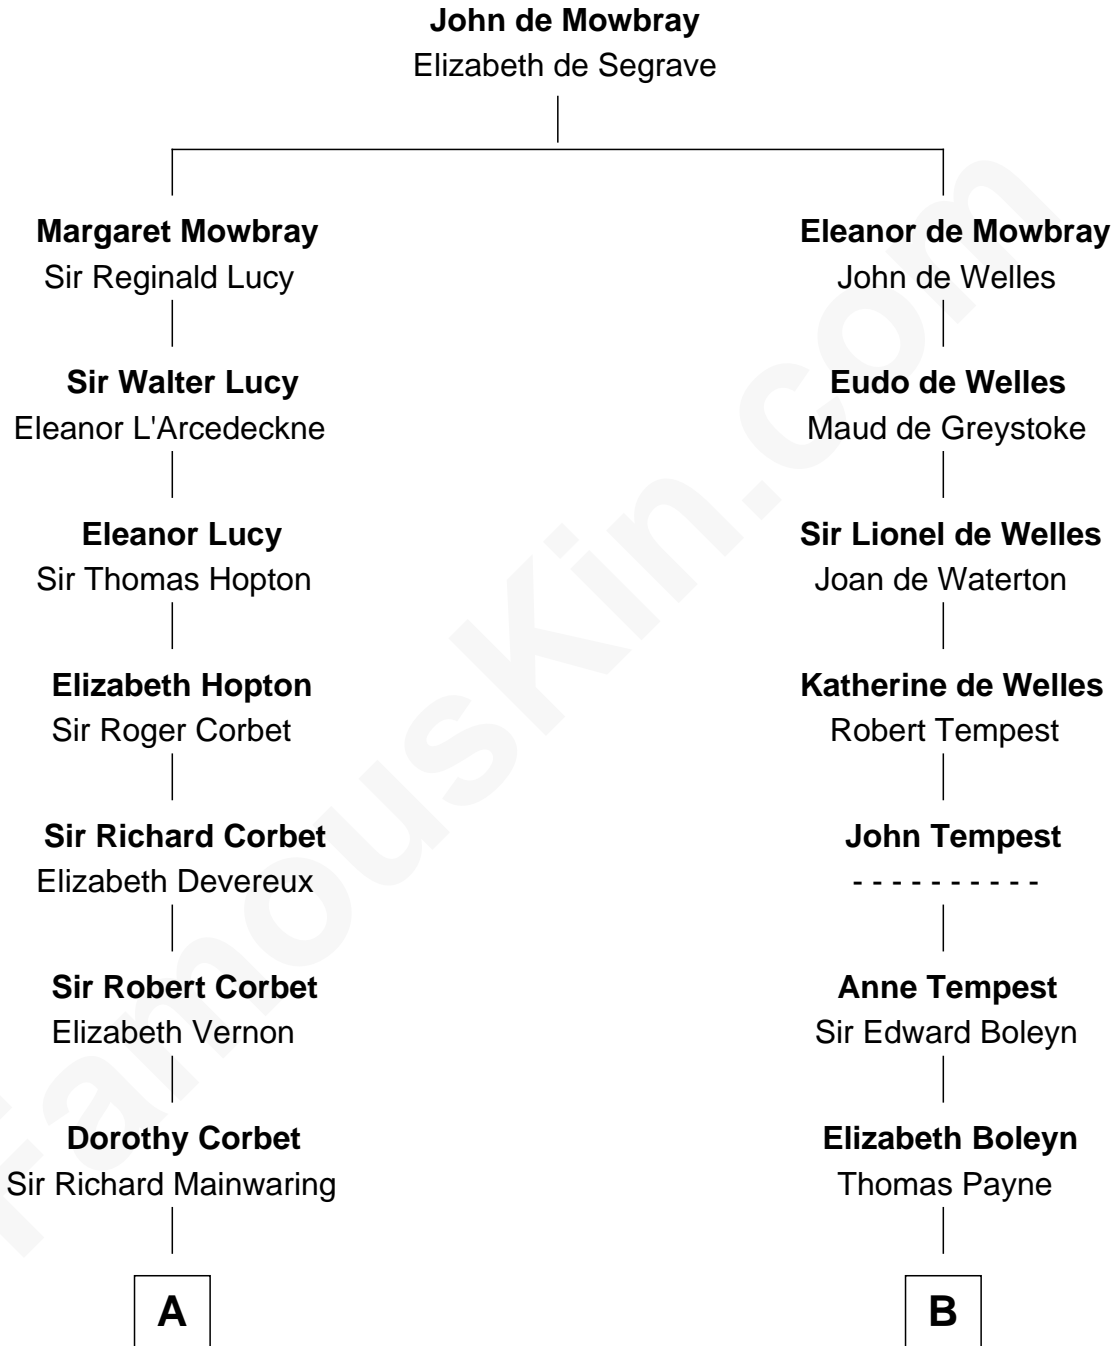 John de Mowbray
Elizabeth de Segrave
Margaret Mowbray
Sir Reginald Lucy
Eleanor de Mowbray
John de Welles
Sir Walter Lucy
Eleanor L'Arcedeckne
Eudo de Welles
Maud de Greystoke
Eleanor Lucy
Sir Thomas Hopton
Sir Lionel de Welles
Joan de Waterton
Elizabeth Hopton
Sir Roger Corbet
Katherine de Welles
Robert Tempest
Sir Richard Corbet
Elizabeth Devereux
John Tempest
- - - - - - - - - -
Sir Robert Corbet
Elizabeth Vernon
Anne Tempest
Sir Edward Boleyn
Dorothy Corbet
Sir Richard Mainwaring
Elizabeth Boleyn
Thomas Payne
A
B
FamousKin.com